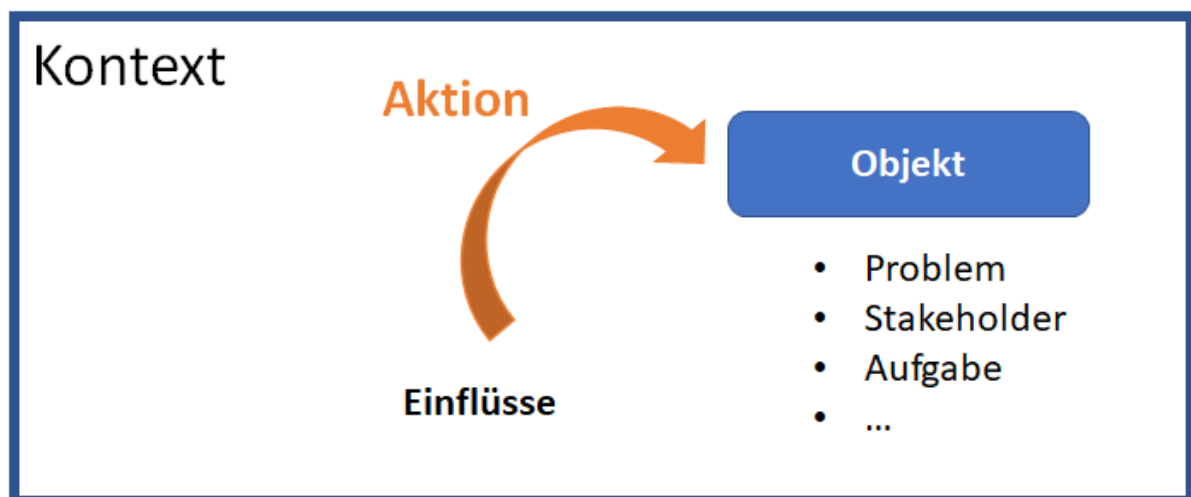 Kontext
Aktion
Objekt
• Problem
• Stakeholder
• Aufgabe
• ...
Einflüsse